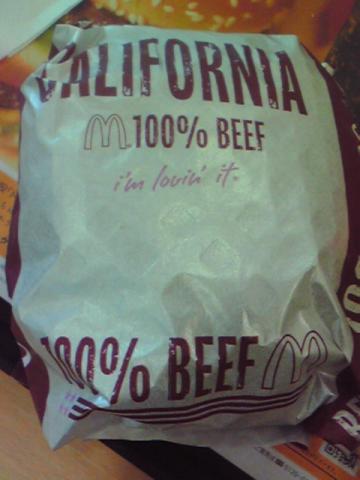 CALIFORNIA
100% BEEF
i'm lovin' it.
100% BEEF